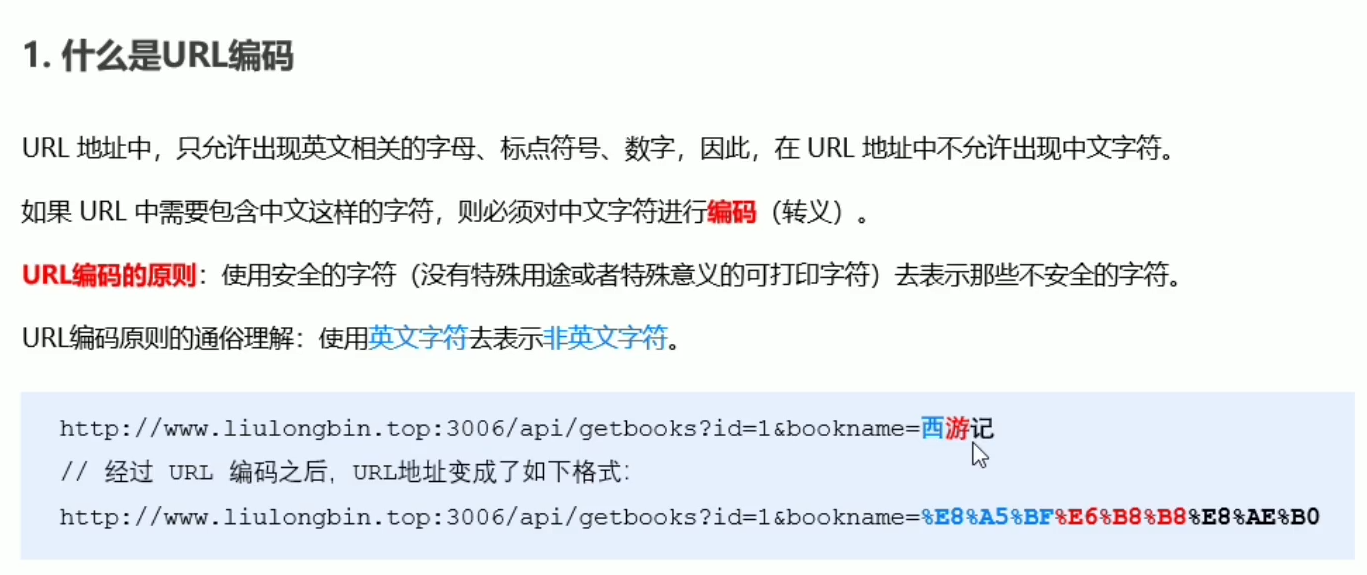 1. 什么是URL编码
URL 地址中，只允许出现英文相关的字母、标点符号、数字，因此，在 URL 地址中不允许出现中文字符。
如果 URL 中需要包含中文这样的字符，则必须对中文字符进行编码（转义）。
URL编码的原则：使用安全的字符（没有特殊用途或者特殊意义的可打印字符）去表示那些不安全的字符。
URL编码原则的通俗理解：使用英文字符去表示非英文字符。
http://www.liulongbin.top:3006/api/getbooks?id=1&bookname=西游记
// 经过 URL 编码之后，URL地址变成了如下格式：
http://www.liulongbin.top:3006/api/getbooks?id=1&bookname=%E8%A5%BF%E6%B8%B8%E8%AE%B0